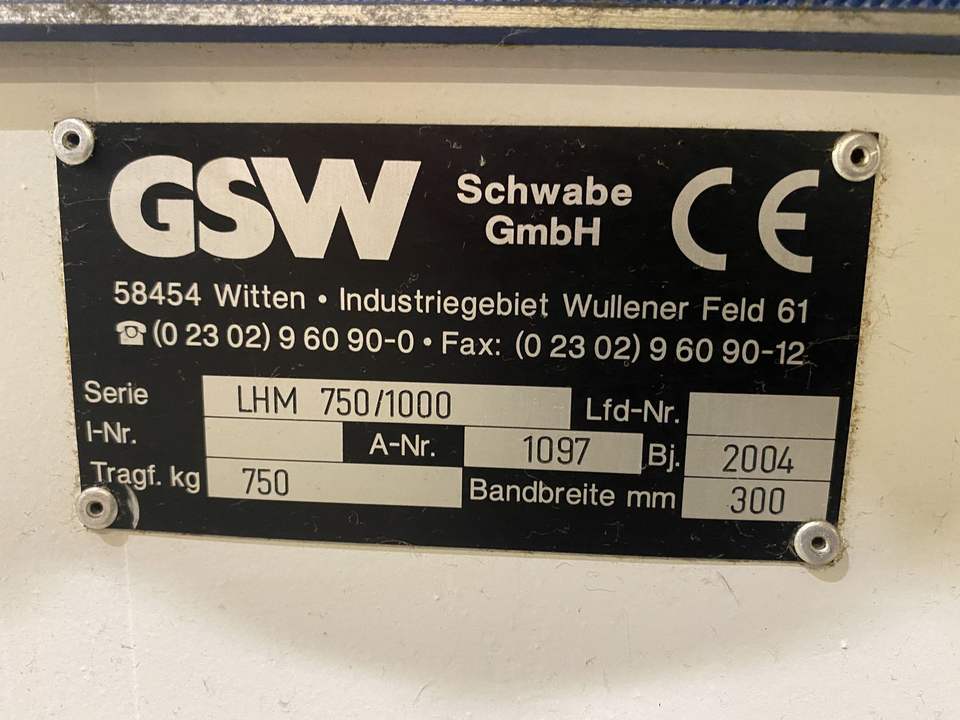 GSW Schwabe GmbH CE
58454 Witten • Industriegebiet Wullener Feld 61
☎ (0 23 02) 9 60 90-0 • Fax: (0 23 02) 9 60 90-12
Serie LHM 750/1000 Lfd-Nr.
I-Nr. A-Nr. 1097 Bj. 2004
Tragf. kg 750 Bandbreite mm 300